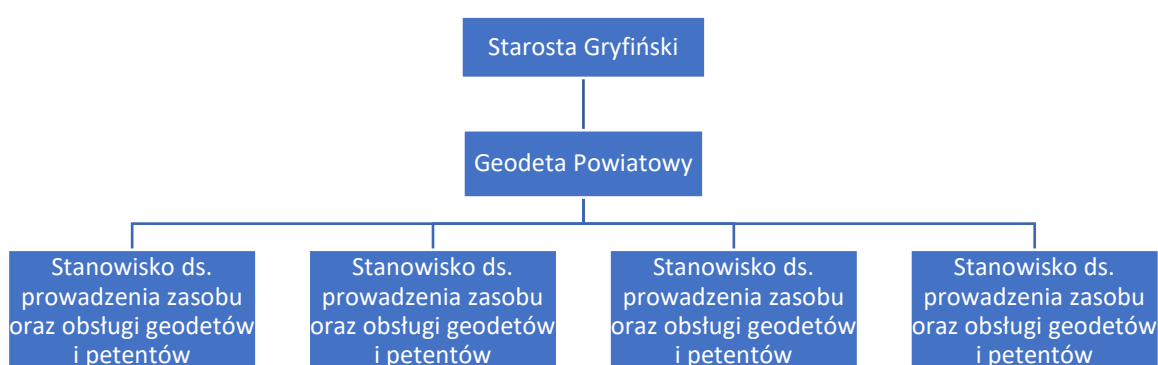 Starosta Gryfiński
Geodeta Powiatowy
Stanowisko ds.
prowadzenia zasobu
oraz obsługi geodetów
i petentów
Stanowisko ds.
prowadzenia zasobu
oraz obsługi geodetów
i petentów
Stanowisko ds.
prowadzenia zasobu
oraz obsługi geodetów
i petentów
Stanowisko ds.
prowadzenia zasobu
oraz obsługi geodetów
i petentów